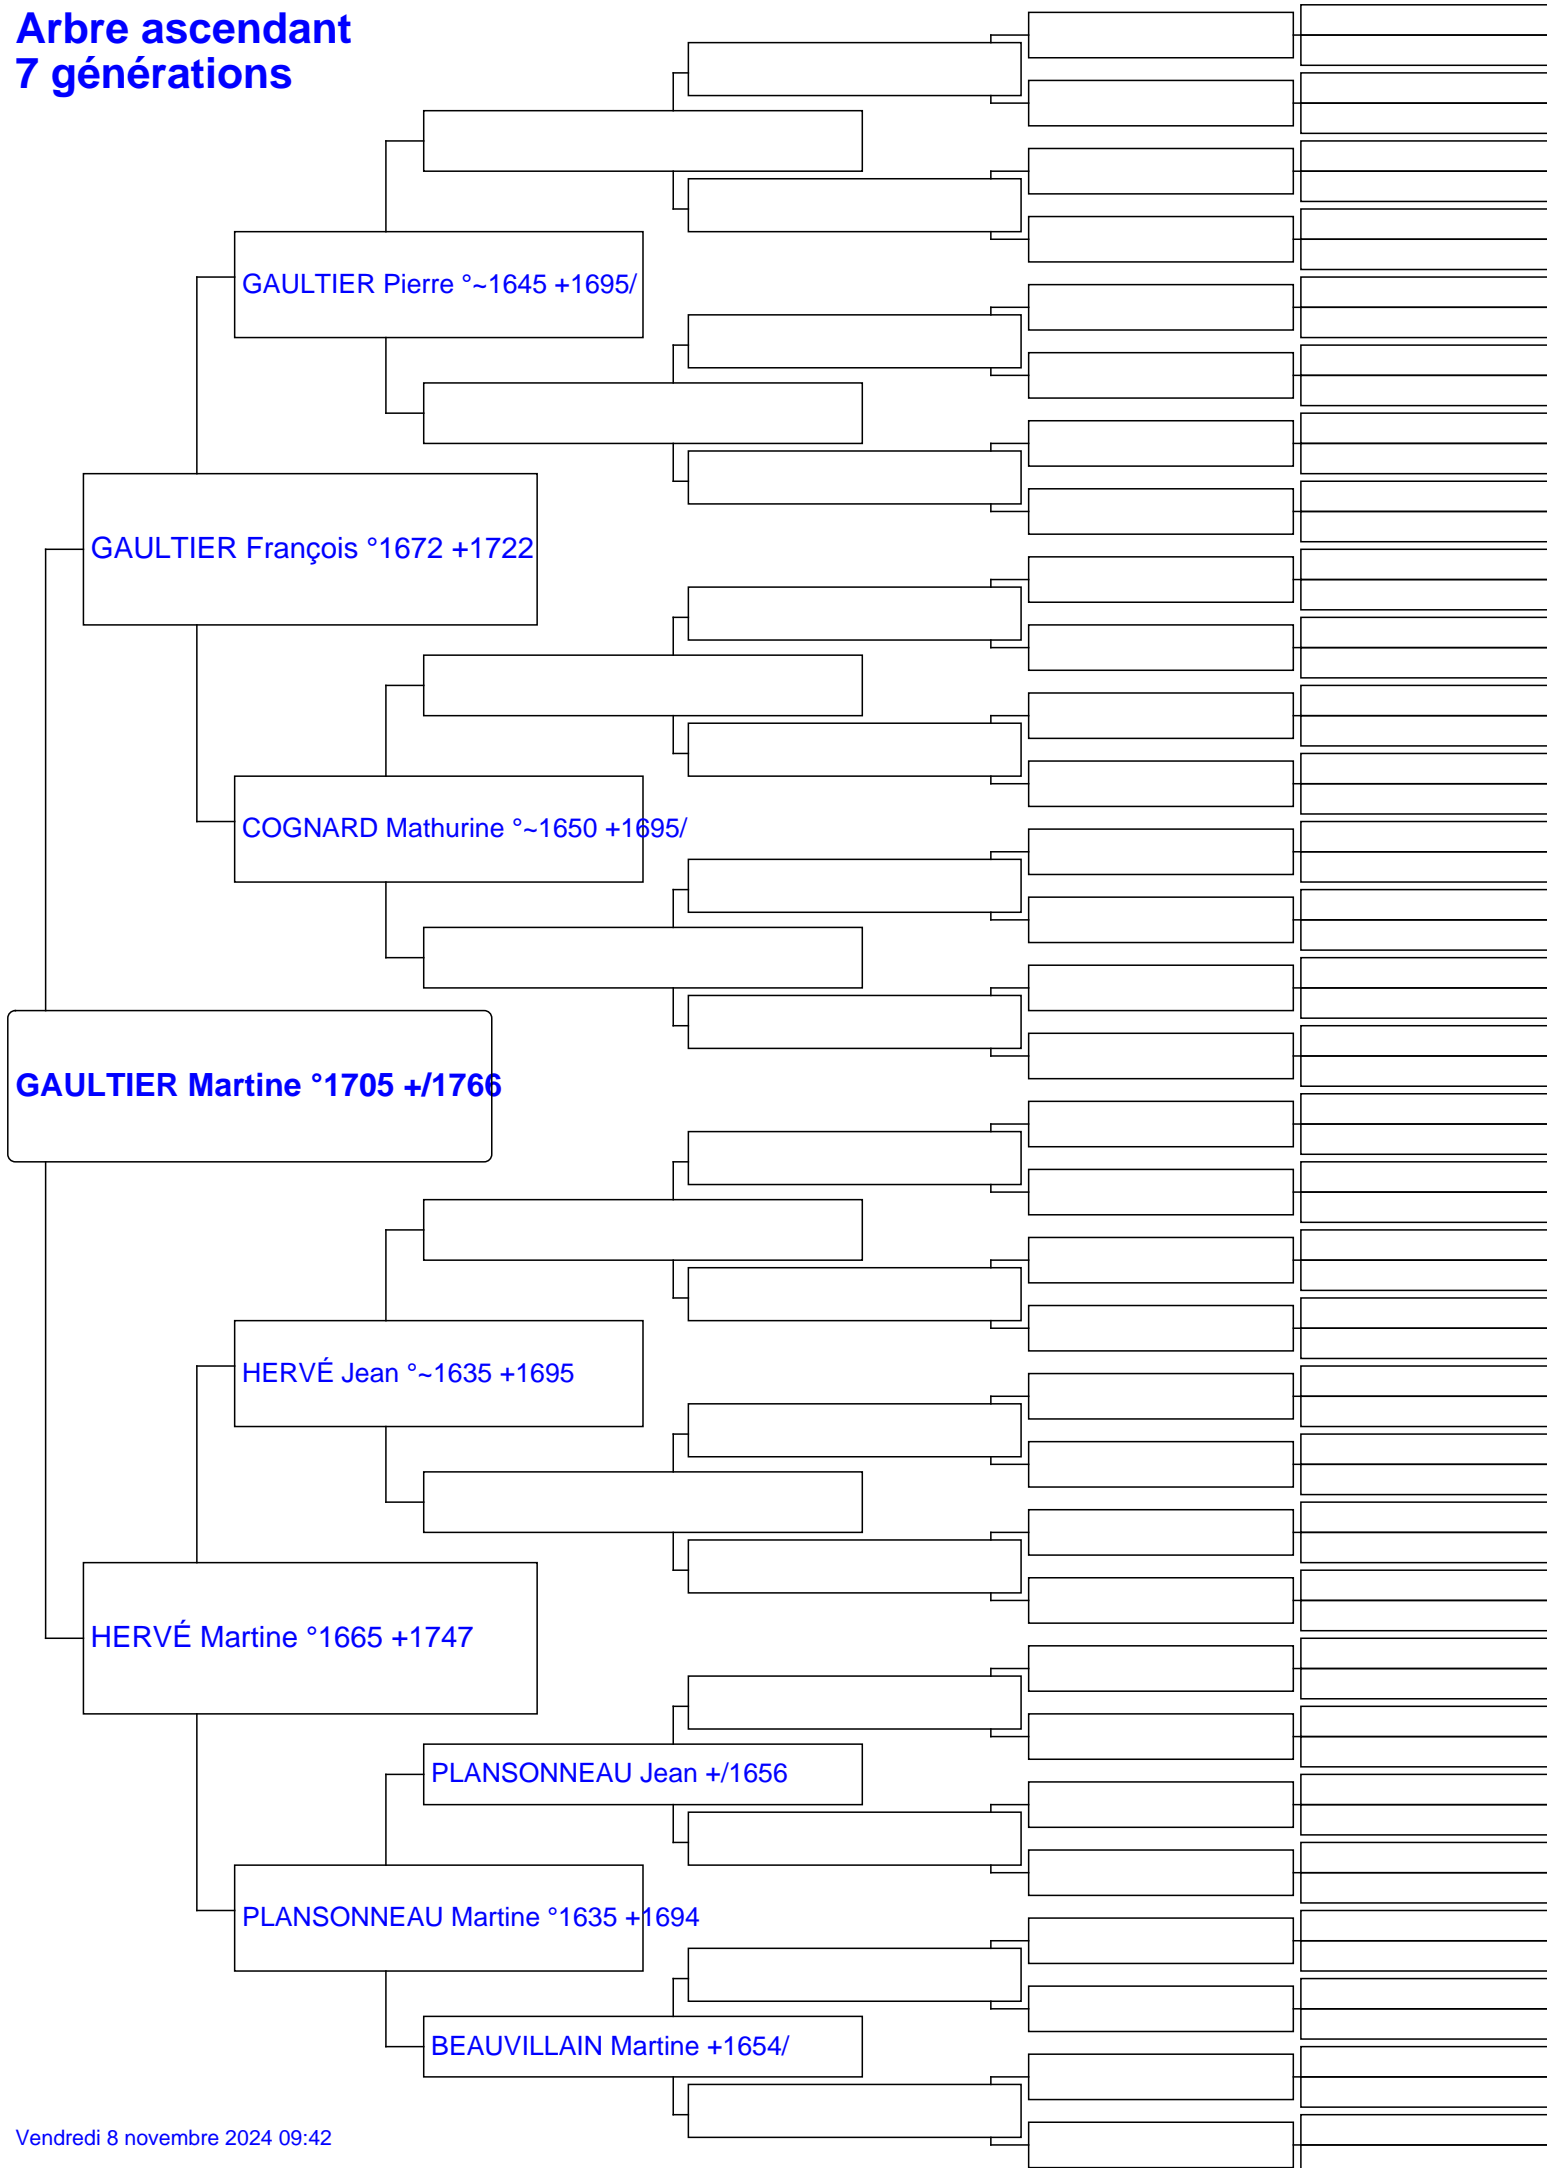 Arbre ascendant
7 générations
GAULTIER Pierre °~1645 +1695/
GAULTIER François °1672 +1722
COGNARD Mathurine °~1650 +1695/
GAULTIER Martine °1705 +/1766
HERVÉ Jean °~1635 +1695
HERVÉ Martine °1665 +1747
PLANSONNEAU Jean +/1656
PLANSONNEAU Martine °1635 +1694
BEAUVILLAIN Martine +1654/
Vendredi 8 novembre 2024 09:42